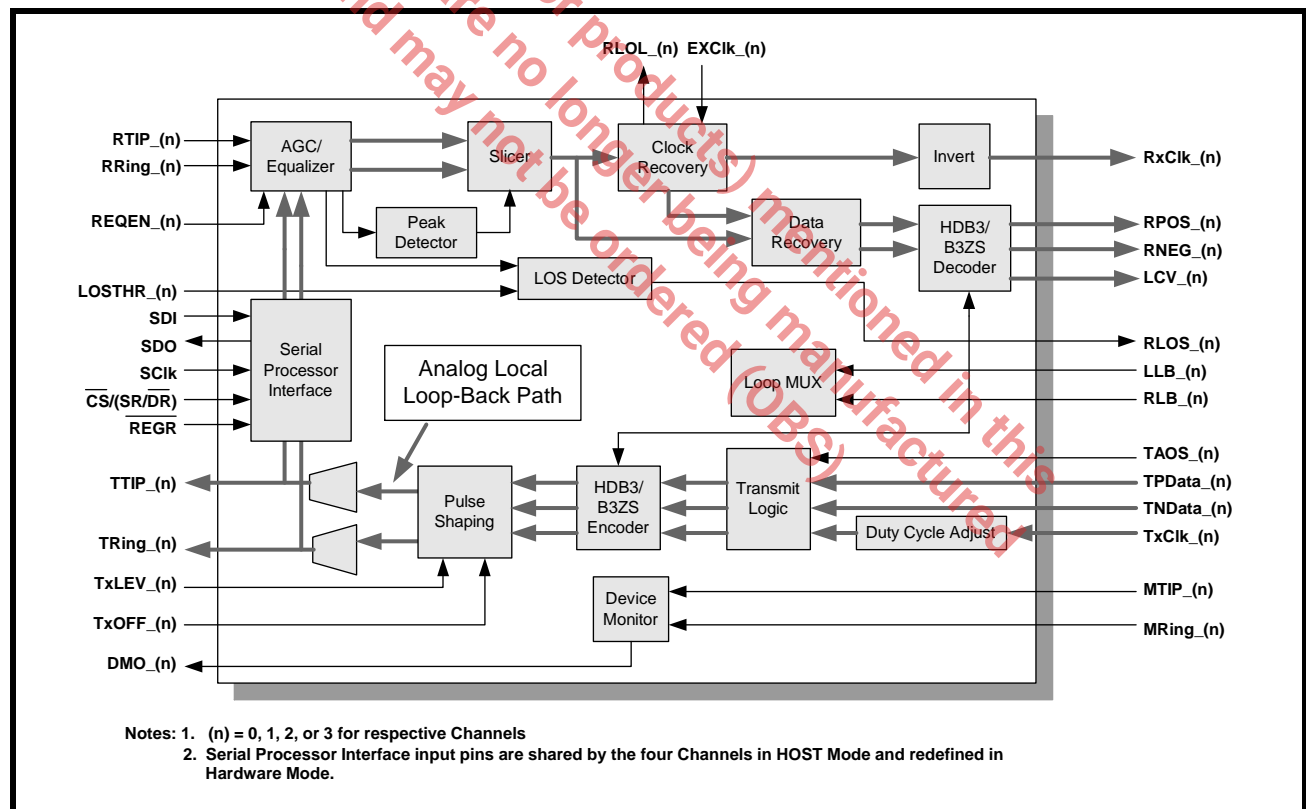 RLOL_(n) EXClk_(n)
RTIP_(n)
RRing_(n)
REQEN_(n)
LOSTHR_(n)
SDI
SDO
SClk
CS/(SR/DR)
REGR
TTIP_(n)
TRing_(n)
TxLEV_(n)
TxOFF_(n)
DMO_(n)
AGC/
Equalizer
Slicer
Clock
Recovery
Invert
Peak
Detector
Data
Recovery
HDB3/
B3ZS
Decoder
LOS Detector
Serial
Processor
Interface
Analog Local
Loop-Back Path
Loop MUX
Pulse
Shaping
HDB3/
B3ZS
Encoder
Transmit
Logic
Duty Cycle Adjust
Device
Monitor
RxClk_(n)
RPOS_(n)
RNEG_(n)
LCV_(n)
RLOS_(n)
LLB_(n)
RLB_(n)
TAOS_(n)
TPData_(n)
TNData_(n)
TxClk_(n)
MTIP_(n)
MRing_(n)
or products) mentioned in this
are no longer being manufactured
and may not be ordered (OBS)
Notes: 1. (n) = 0, 1, 2, or 3 for respective Channels
2. Serial Processor Interface input pins are shared by the four Channels in HOST Mode and redefined in
Hardware Mode.